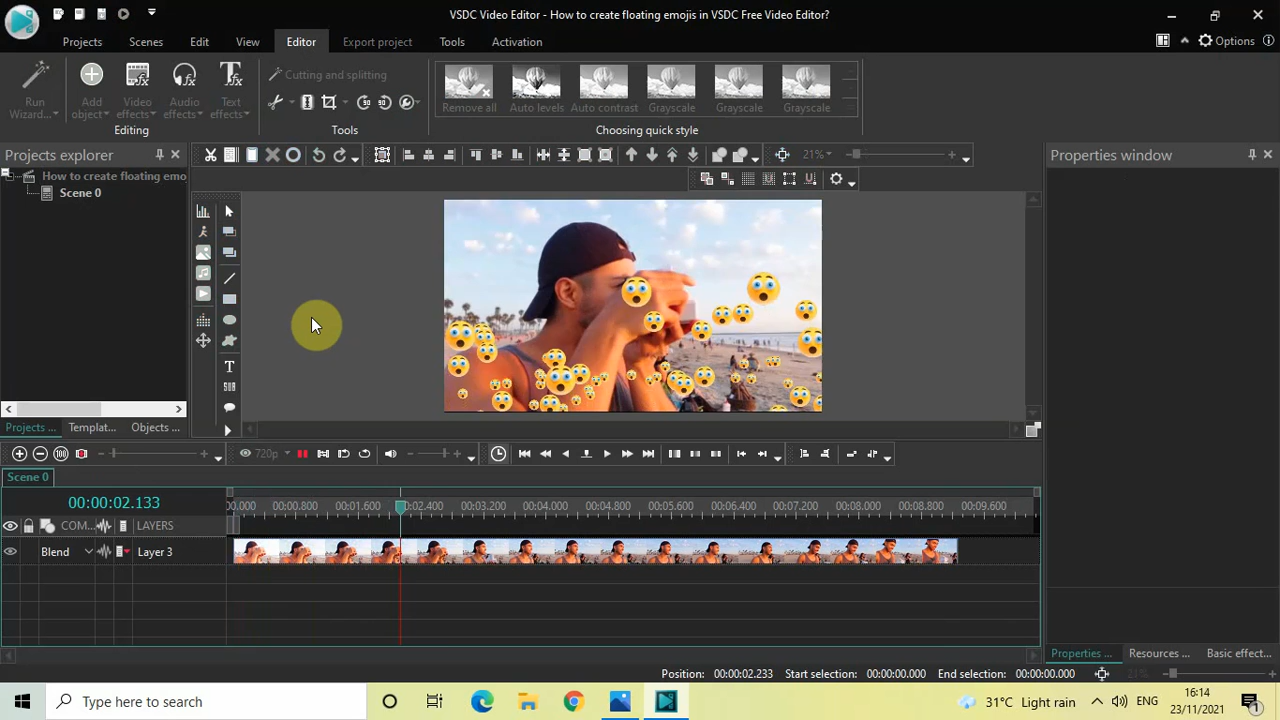 VSDC Video Editor - How to create floating emojis in VSDC Free Video Editor?
Projects Scenes Edit View Editor Export project Tools Activation
Options
Run Wizard...
Add object
Video effects
Audio effects
Text effects
Editing
Cutting and splitting
Tools
Remove all
Auto levels
Auto contrast
Grayscale
Grayscale
Grayscale
Choosing quick style
Projects explorer
21%
Properties window
How to create floating emo
Scene 0
T
SUB
Projects ... Templat... Objects ...
Properties ... Resources ... Basic effect...
720p
Scene 0
00:00:02.133
0.000 00:00.800 00:01.600 00:02.400 00:03.200 00:04.000 00:04.800 00:05.600 00:06.400 00:07.200 00:08.000 00:08.800 00:09.600
COM... LAYERS
Blend Layer 3
Position: 00:00:02.233 Start selection: 00:00:00.000 End selection: 00:00:00.000
Type here to search
31°C Light rain
ENG
16:14
23/11/2021